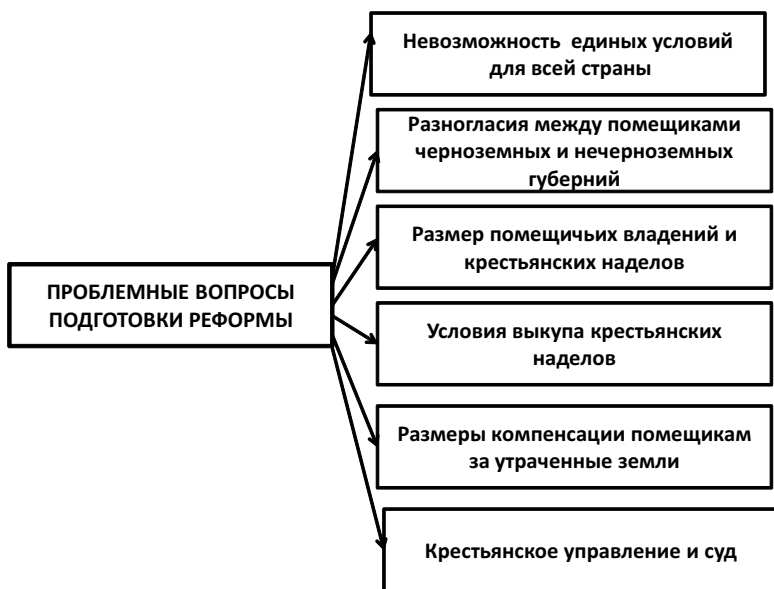 Невозможность единых условий
для всей страны
Разногласия между помещиками
черноземных и нечерноземных
губерний
Размер помещичьих владений и
крестьянских наделов
ПРОБЛЕМНЫЕ ВОПРОСЫ
ПОДГОТОВКИ РЕФОРМЫ
Условия выкупа крестьянских
наделов
Размеры компенсации помещикам
за утраченные земли
Крестьянское управление и суд